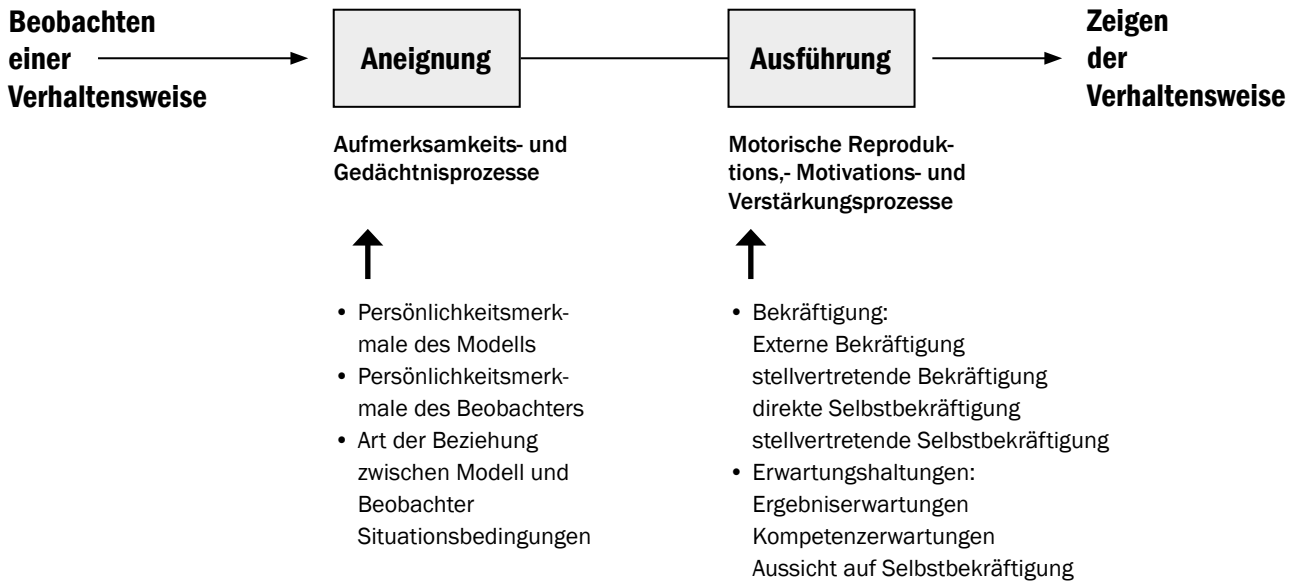 Beobachten
einer
Verhaltensweise
Aneignung
Ausführung
Zeigen
der
Verhaltensweise
Aufmerksamkeits- und
Gedächtnisprozesse
Motorische Reproduk-
tions,- Motivations- und
Verstärkungsprozesse
• Persönlichkeitsmerk-
male des Modells
• Persönlichkeitsmerk-
male des Beobachters
• Art der Beziehung
zwischen Modell und
Beobachter
Situationsbedingungen
• Bekräftigung:
Externe Bekräftigung
stellvertretende Bekräftigung
direkte Selbstbekräftigung
stellvertretende Selbstbekräftigung
• Erwartungshaltungen:
Ergebniserwartungen
Kompetenzerwartungen
Aussicht auf Selbstbekräftigung